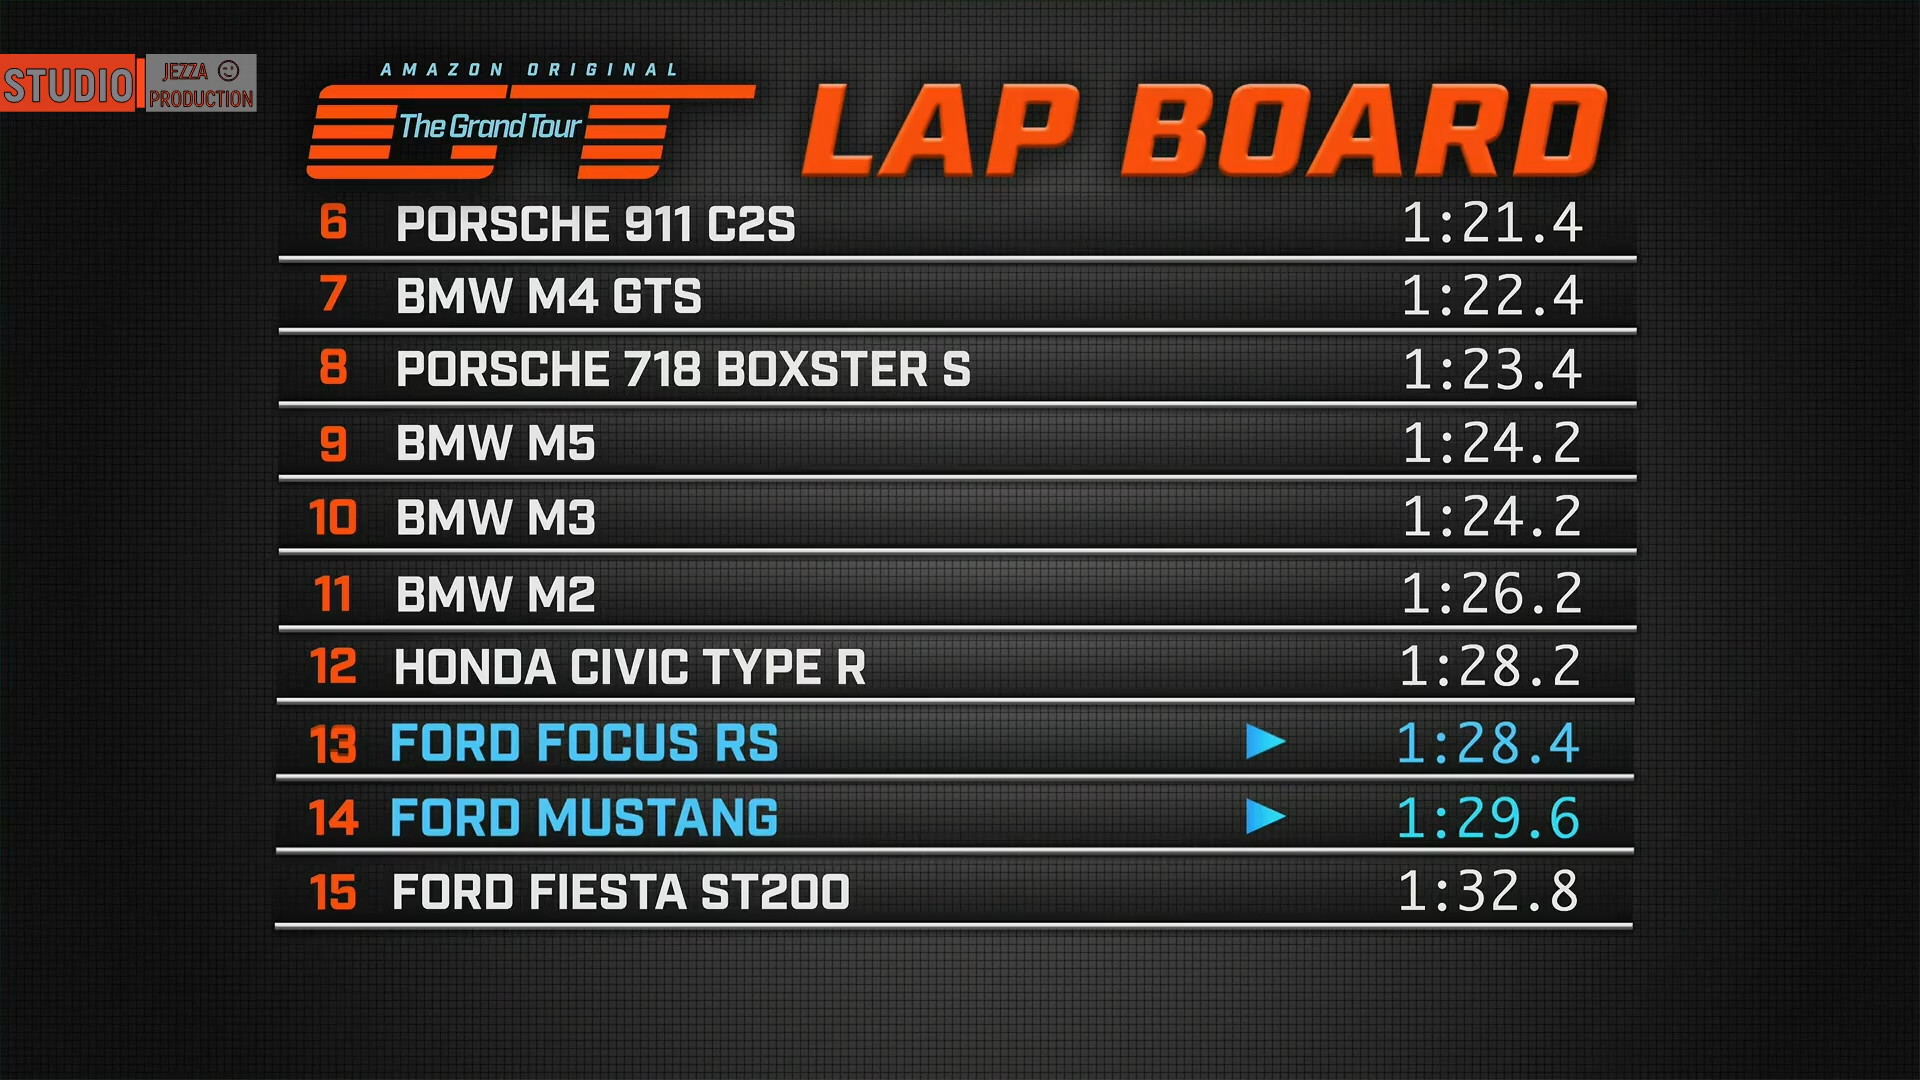 STUDIO
JEZZA
PRODUCTION
AMAZON ORIGINAL
The Grand Tour
LAP BOARD
6 PORSCHE 911 C2S 1:21.4
7 BMW M4 GTS 1:22.4
8 PORSCHE 718 BOXSTER S 1:23.4
9 BMW M5 1:24.2
10 BMW M3 1:24.2
11 BMW M2 1:26.2
12 HONDA CIVIC TYPE R 1:28.2
13 FORD FOCUS RS 1:28.4
14 FORD MUSTANG 1:29.6
15 FORD FIESTA ST200 1:32.8